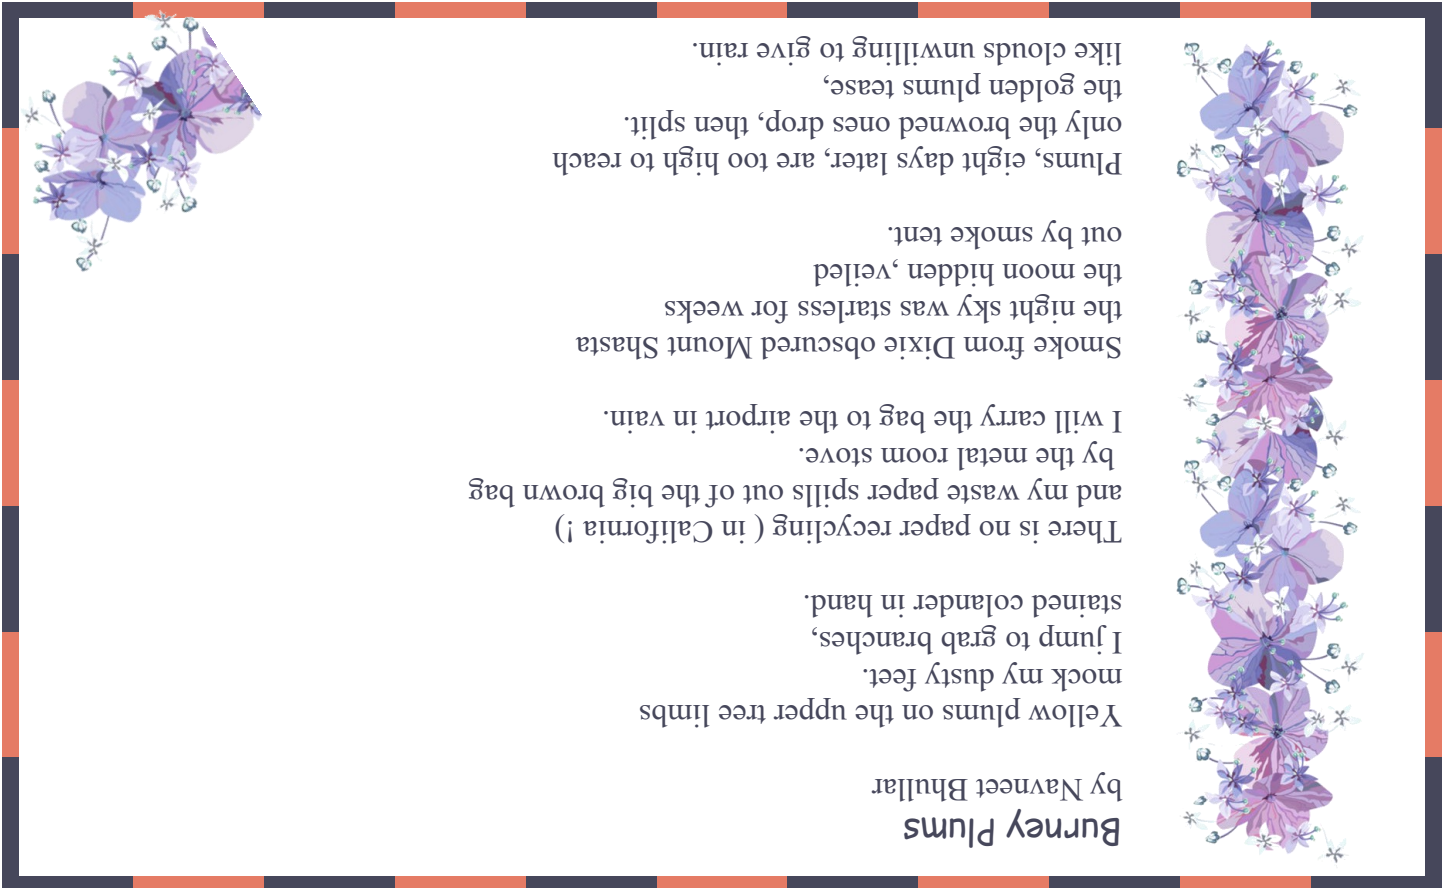 Burney Plums
by Navneet Bhullar
Yellow plums on the upper tree limbs
mock my dusty feet.
I jump to grab branches,
stained colander in hand.
There is no paper recycling ( in California !)
and my waste paper spills out of the big brown bag
by the metal room stove.
I will carry the bag to the airport in vain.
Smoke from Dixie obscured Mount Shasta
the night sky was starless for weeks
the moon hidden ,veiled
out by smoke tent.
Plums, eight days later, are too high to reach
only the browned ones drop, then split.
the golden plums tease,
like clouds unwilling to give rain.